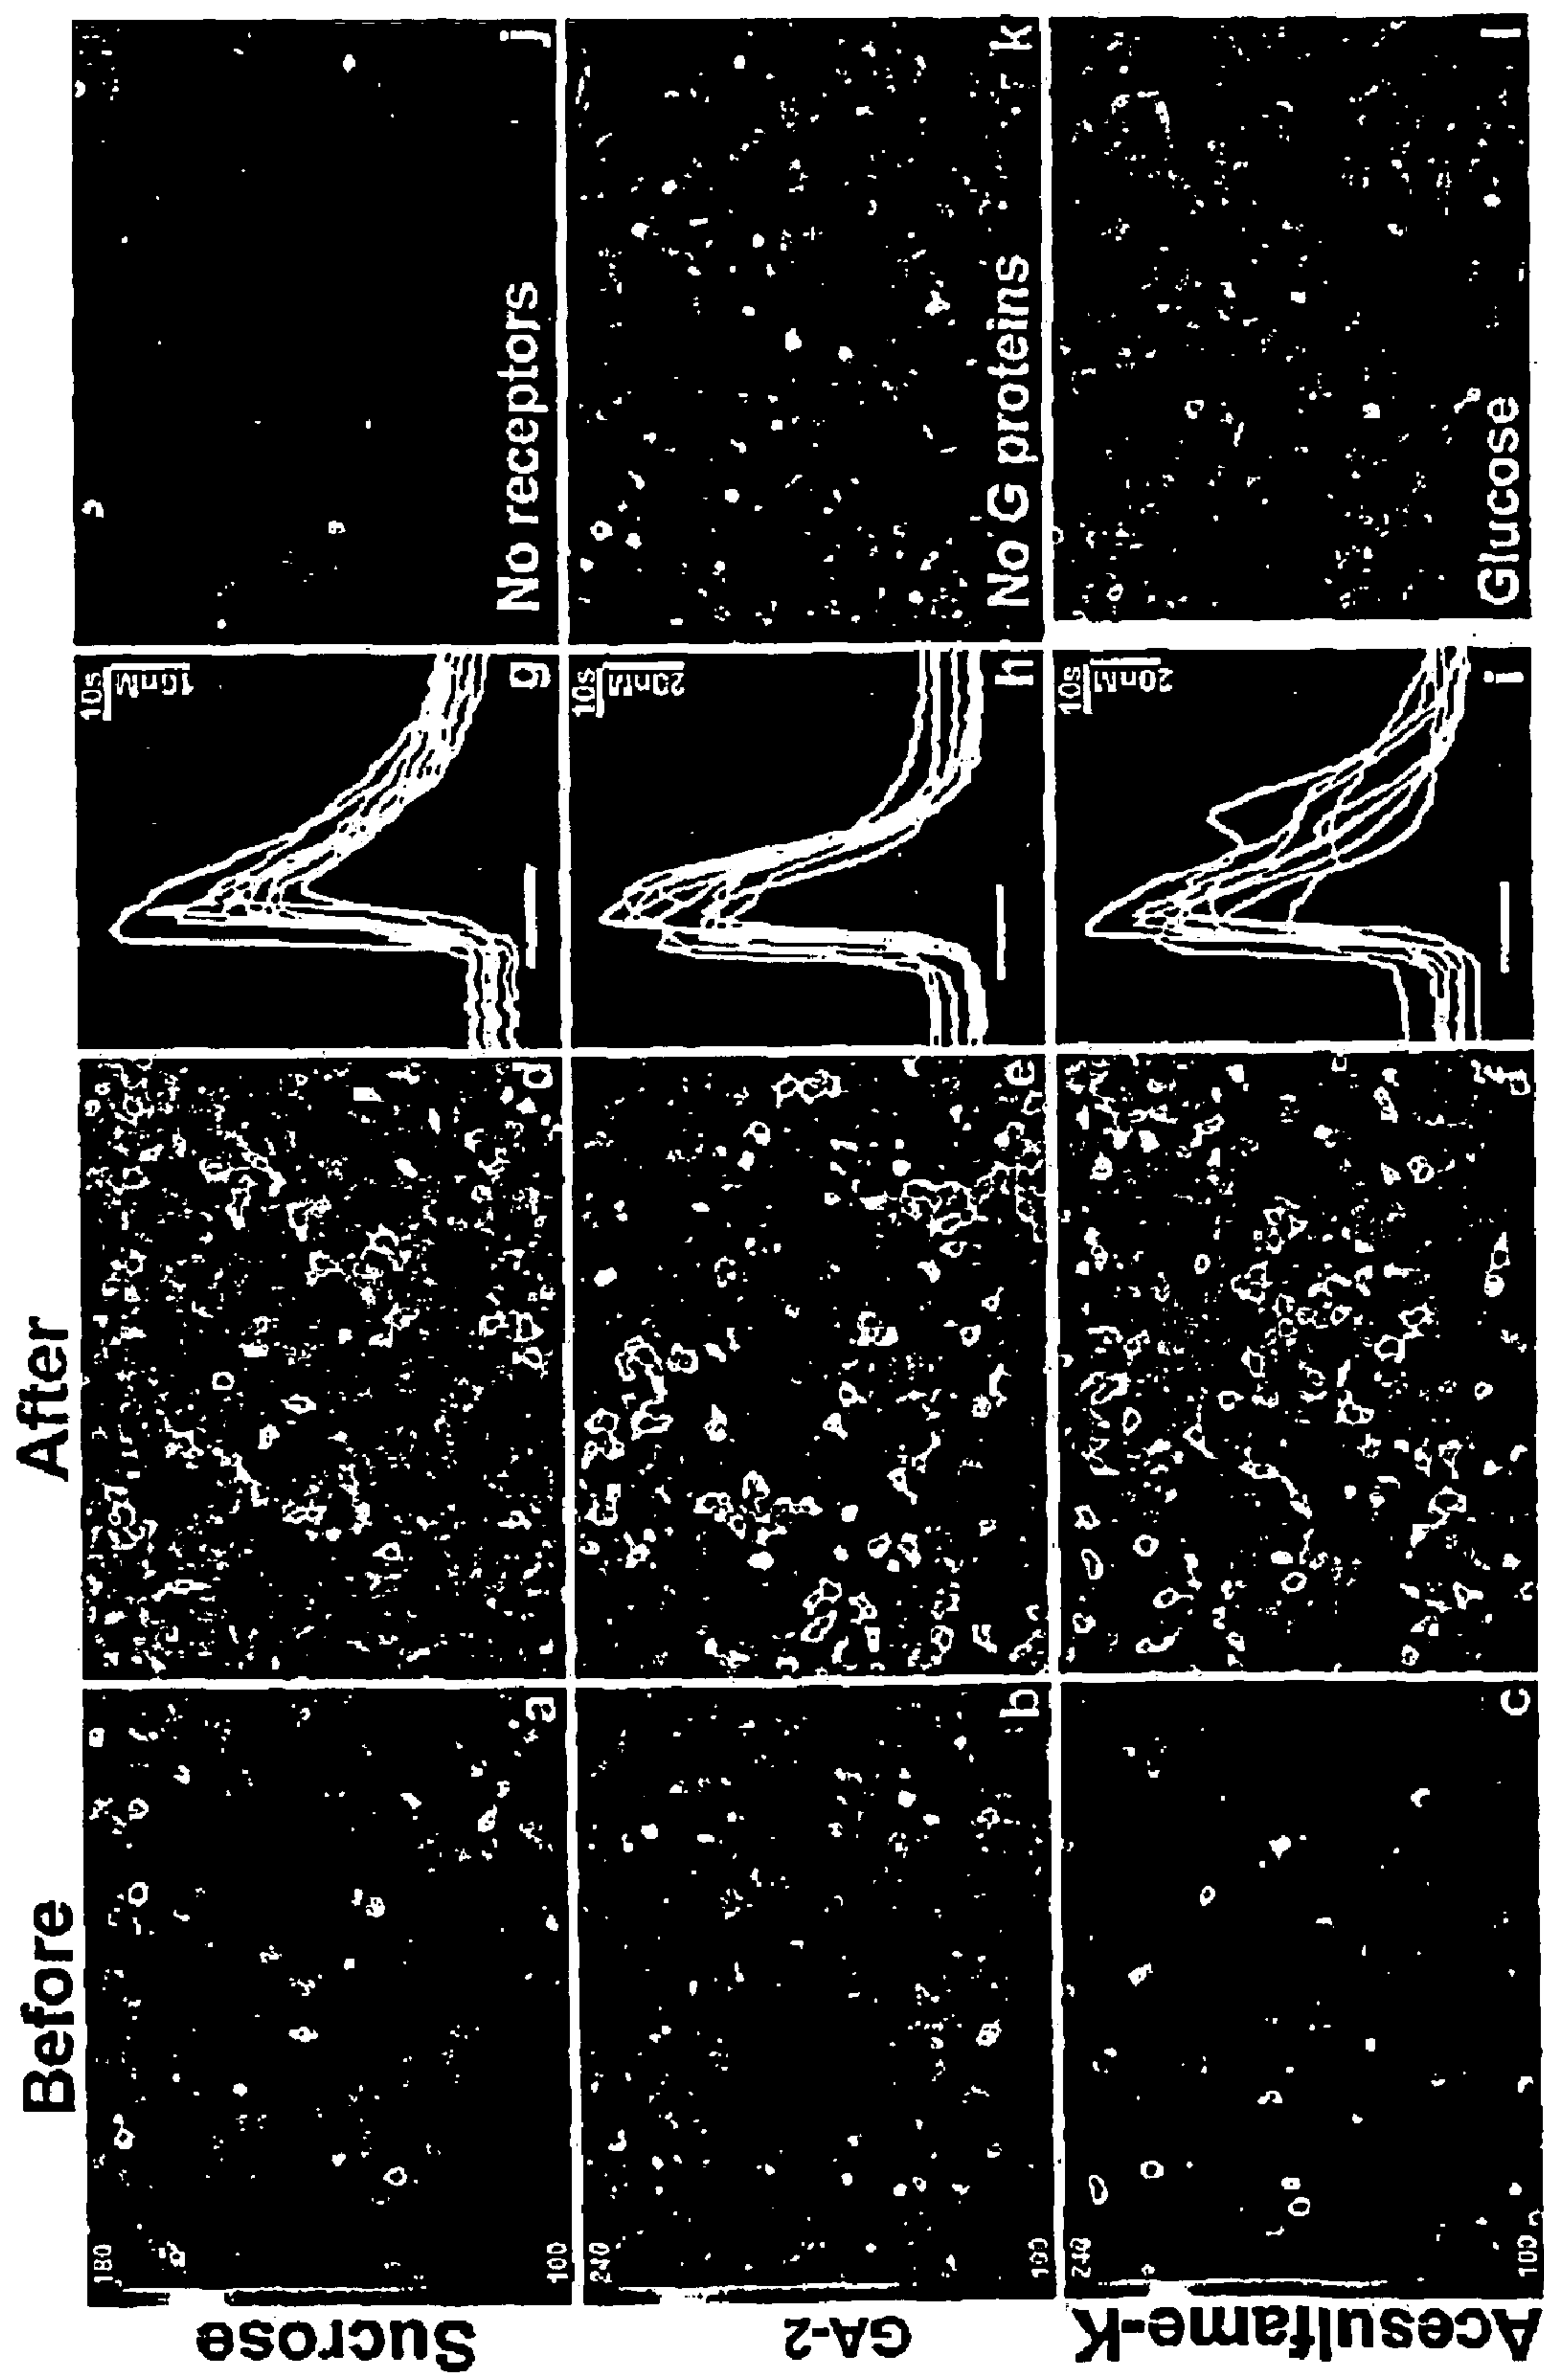 Before
After
Sucrose
180
100
a
d
10s
10nM
g
No receptors
j
GA-2
240
100
b
e
10s
20nM
h
No G proteins
k
Acesulfame-K
240
100
c
f
10s
20nM
i
Glucose
l